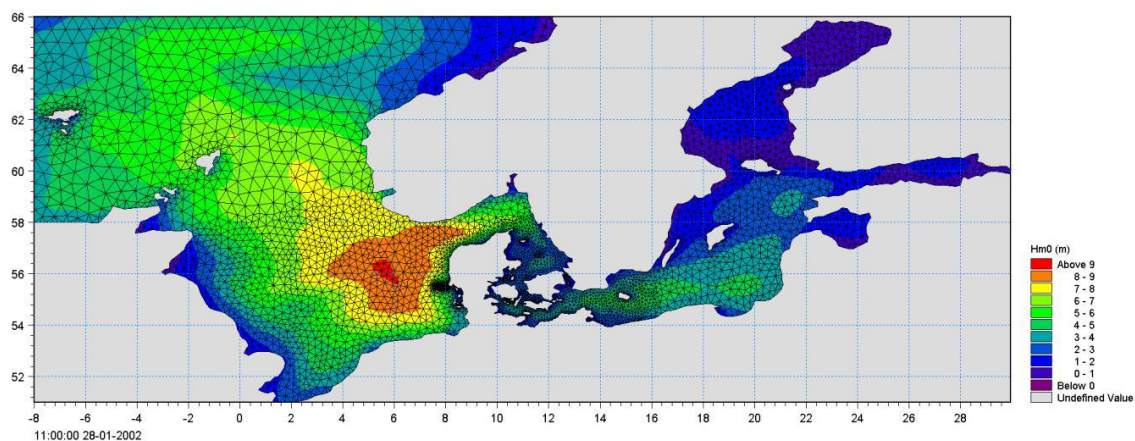 66
64
62
60
58
56
54
52
-8 -6 -4 -2 0 2 4 6 8 10 12 14 16 18 20 22 24 26 28
11:00:00 28-01-2002
Hm0 (m)
Above 9
8 - 9
7 - 8
6 - 7
5 - 6
4 - 5
3 - 4
2 - 3
1 - 2
0 - 1
Below 0
Undefined Value